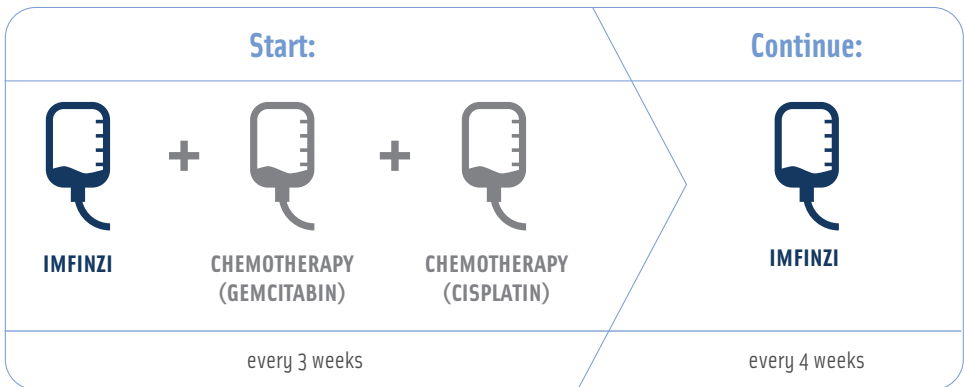 Start:
Continue:
+
+
IMFINZI
CHEMOTHERAPY
(GEMCITABIN)
CHEMOTHERAPY
(CISPLATIN)
IMFINZI
every 3 weeks
every 4 weeks